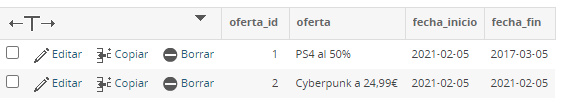 oferta_id oferta fecha_inicio fecha_fin
Editar Copiar Borrar 1 PS4 al 50% 2021-02-05 2017-03-05
Editar Copiar Borrar 2 Cyberpunk a 24,99€ 2021-02-05 2021-02-05